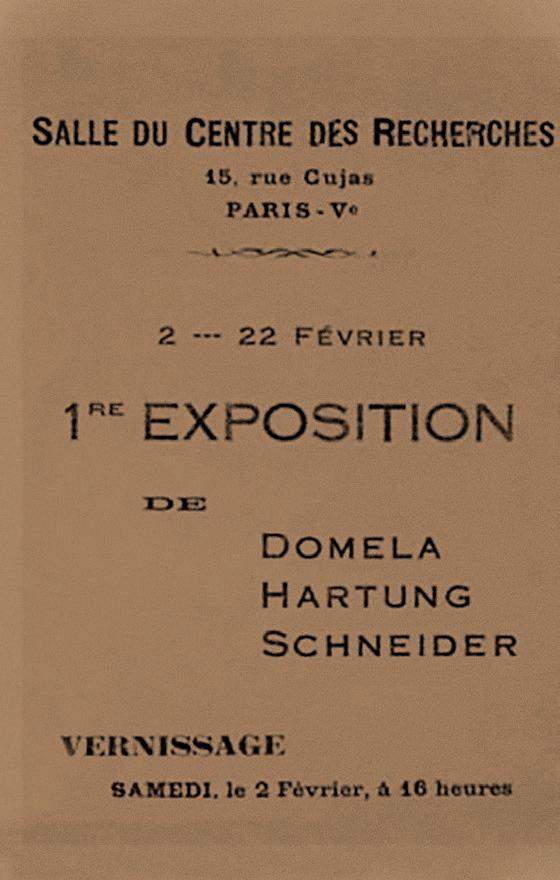 SALLE DU CENTRE DES RECHERCHES
15, rue Cujas
PARIS-Ve
2 --- 22 FÉVRIER
1RE EXPOSITION
DE
DOMELA
HARTUNG
SCHNEIDER
VERNISSAGE
SAMEDI, le 2 Février, à 16 heures